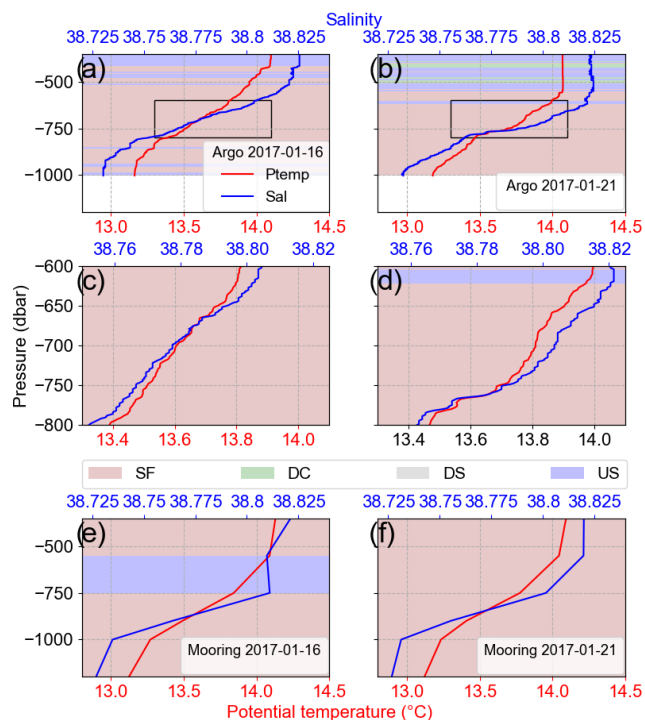 Salinity
38.725 38.75 38.775 38.8 38.825 38.725 38.75 38.775 38.8 38.825
(a) (b)
−500
−750
−1000
Argo 2017-01-16
Ptemp
Sal
Argo 2017-01-21
13.0 13.5 14.0 14.5 13.0 13.5 14.0 14.5
38.76 38.78 38.80 38.82 38.76 38.78 38.80 38.82
(c) (d)
−600 −600
−650 −650
−700 −700
−750 −750
−800 −800
Pressure (dbar)
13.4 13.6 13.8 14.0 13.4 13.6 13.8 14.0
SF DC DS US
38.725 38.75 38.775 38.8 38.825 38.725 38.75 38.775 38.8 38.825
(e) (f)
−500
−750
−1000
Mooring 2017-01-16 Mooring 2017-01-21
13.0 13.5 14.0 14.5 13.0 13.5 14.0 14.5
Potential temperature (°C)